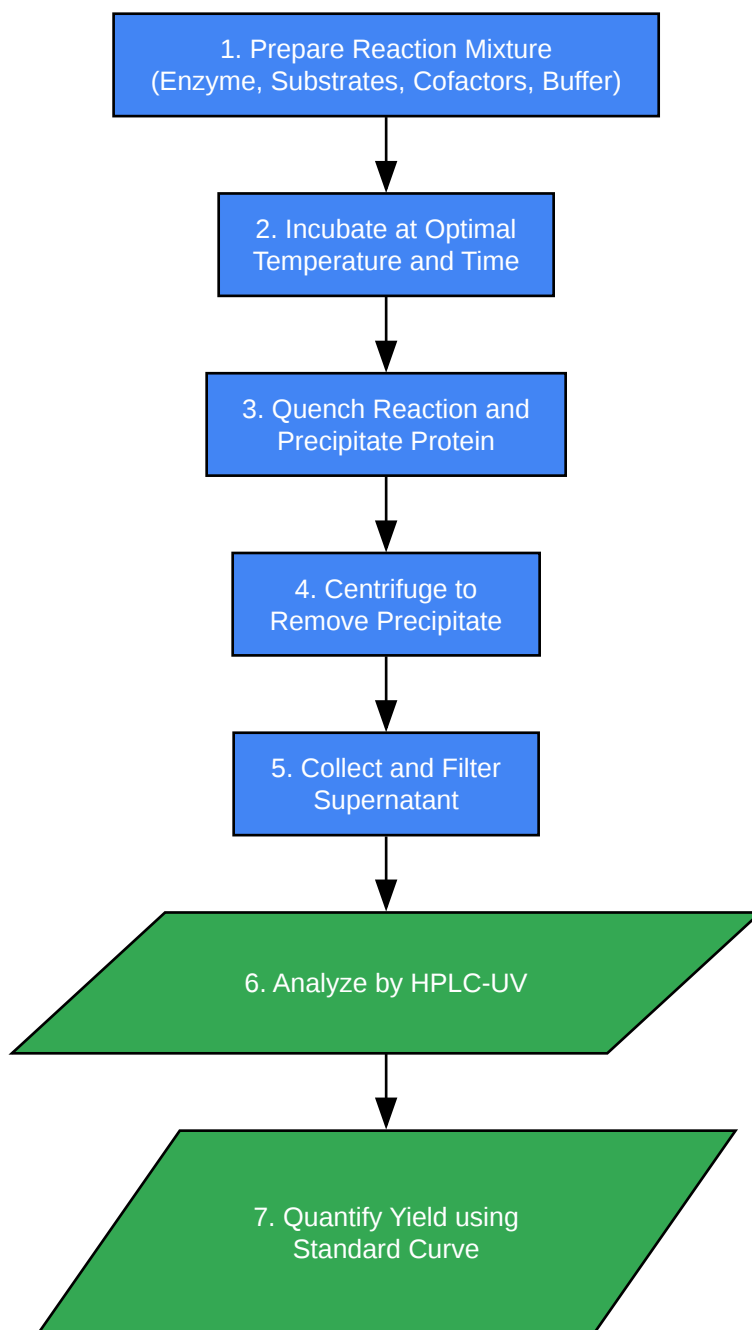 1. Prepare Reaction Mixture
(Enzyme, Substrates, Cofactors, Buffer)
2. Incubate at Optimal
Temperature and Time
3. Quench Reaction and
Precipitate Protein
4. Centrifuge to
Remove Precipitate
5. Collect and Filter
Supernatant
6. Analyze by HPLC-UV
7. Quantify Yield using
Standard Curve